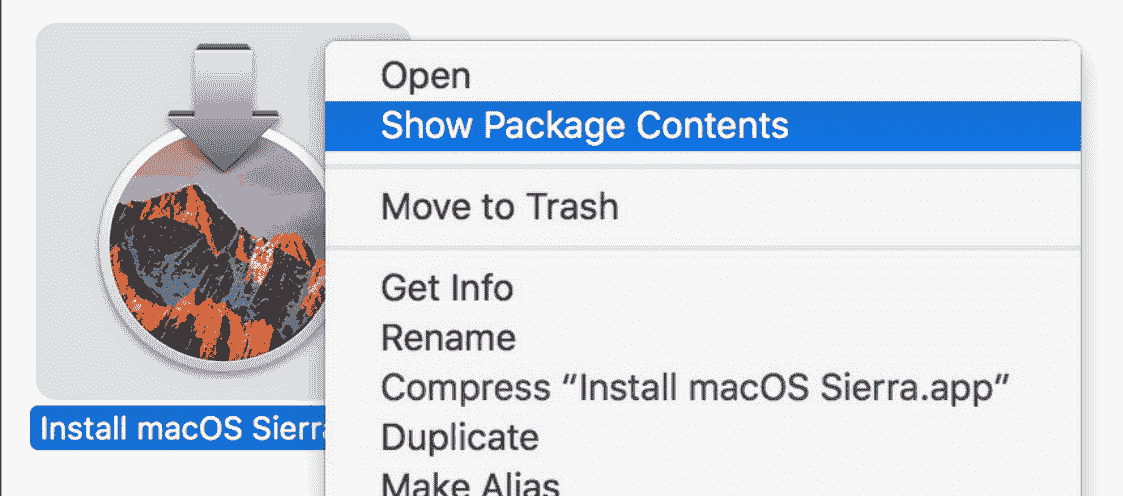 Open
Show Package Contents
Move to Trash
Get Info
Rename
Compress “Install macOS Sierra.app”
Install macOS Sierra
Duplicate
Make Alias